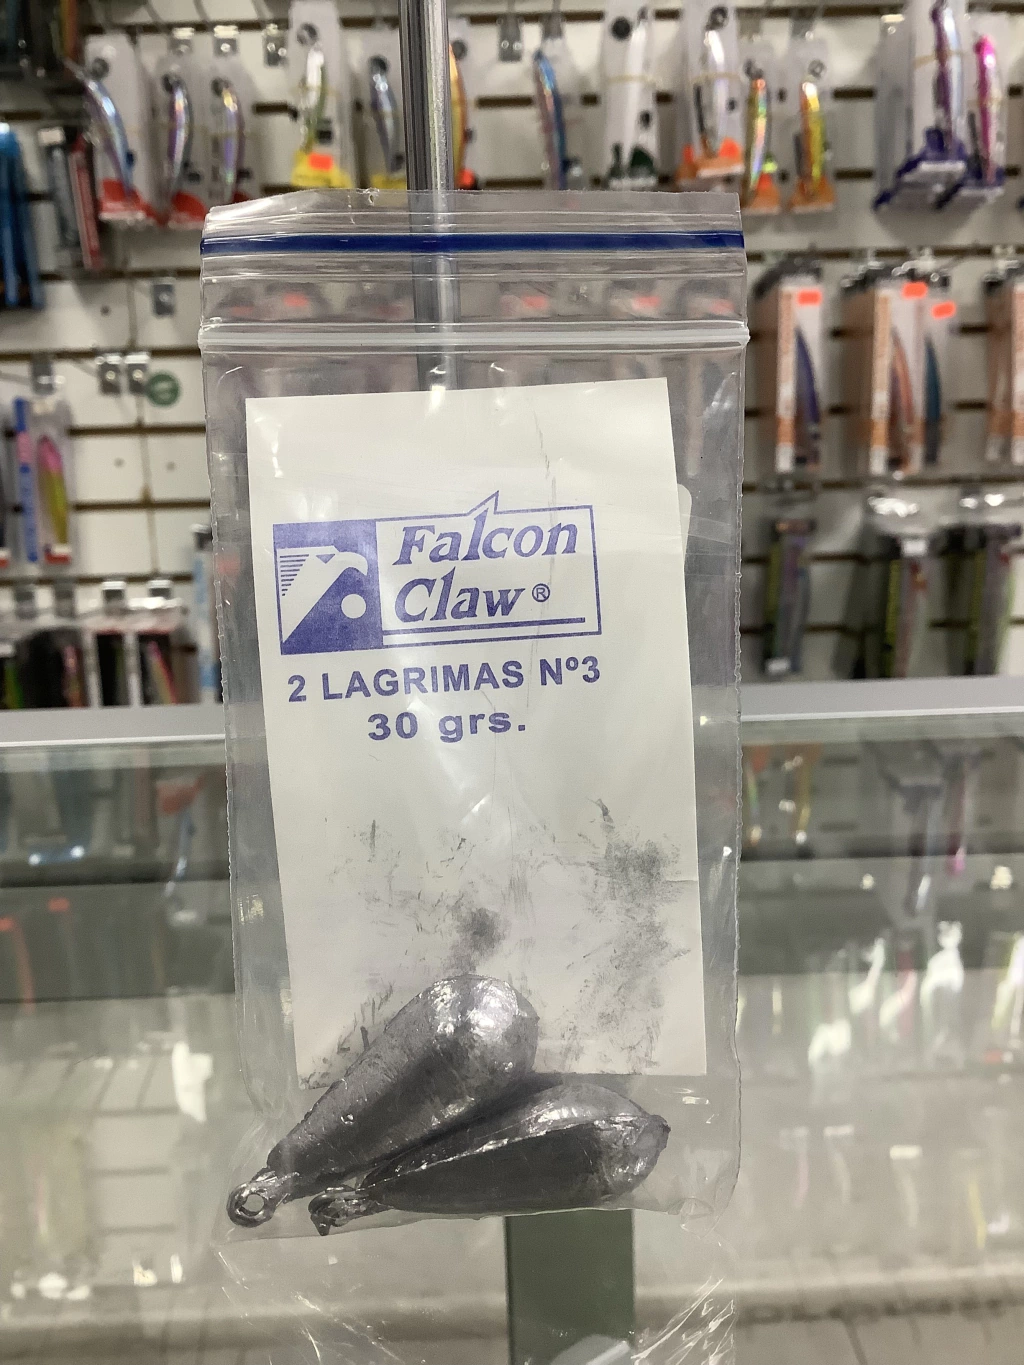 Falcon
Claw®
2 LAGRIMAS Nº3
30 grs.